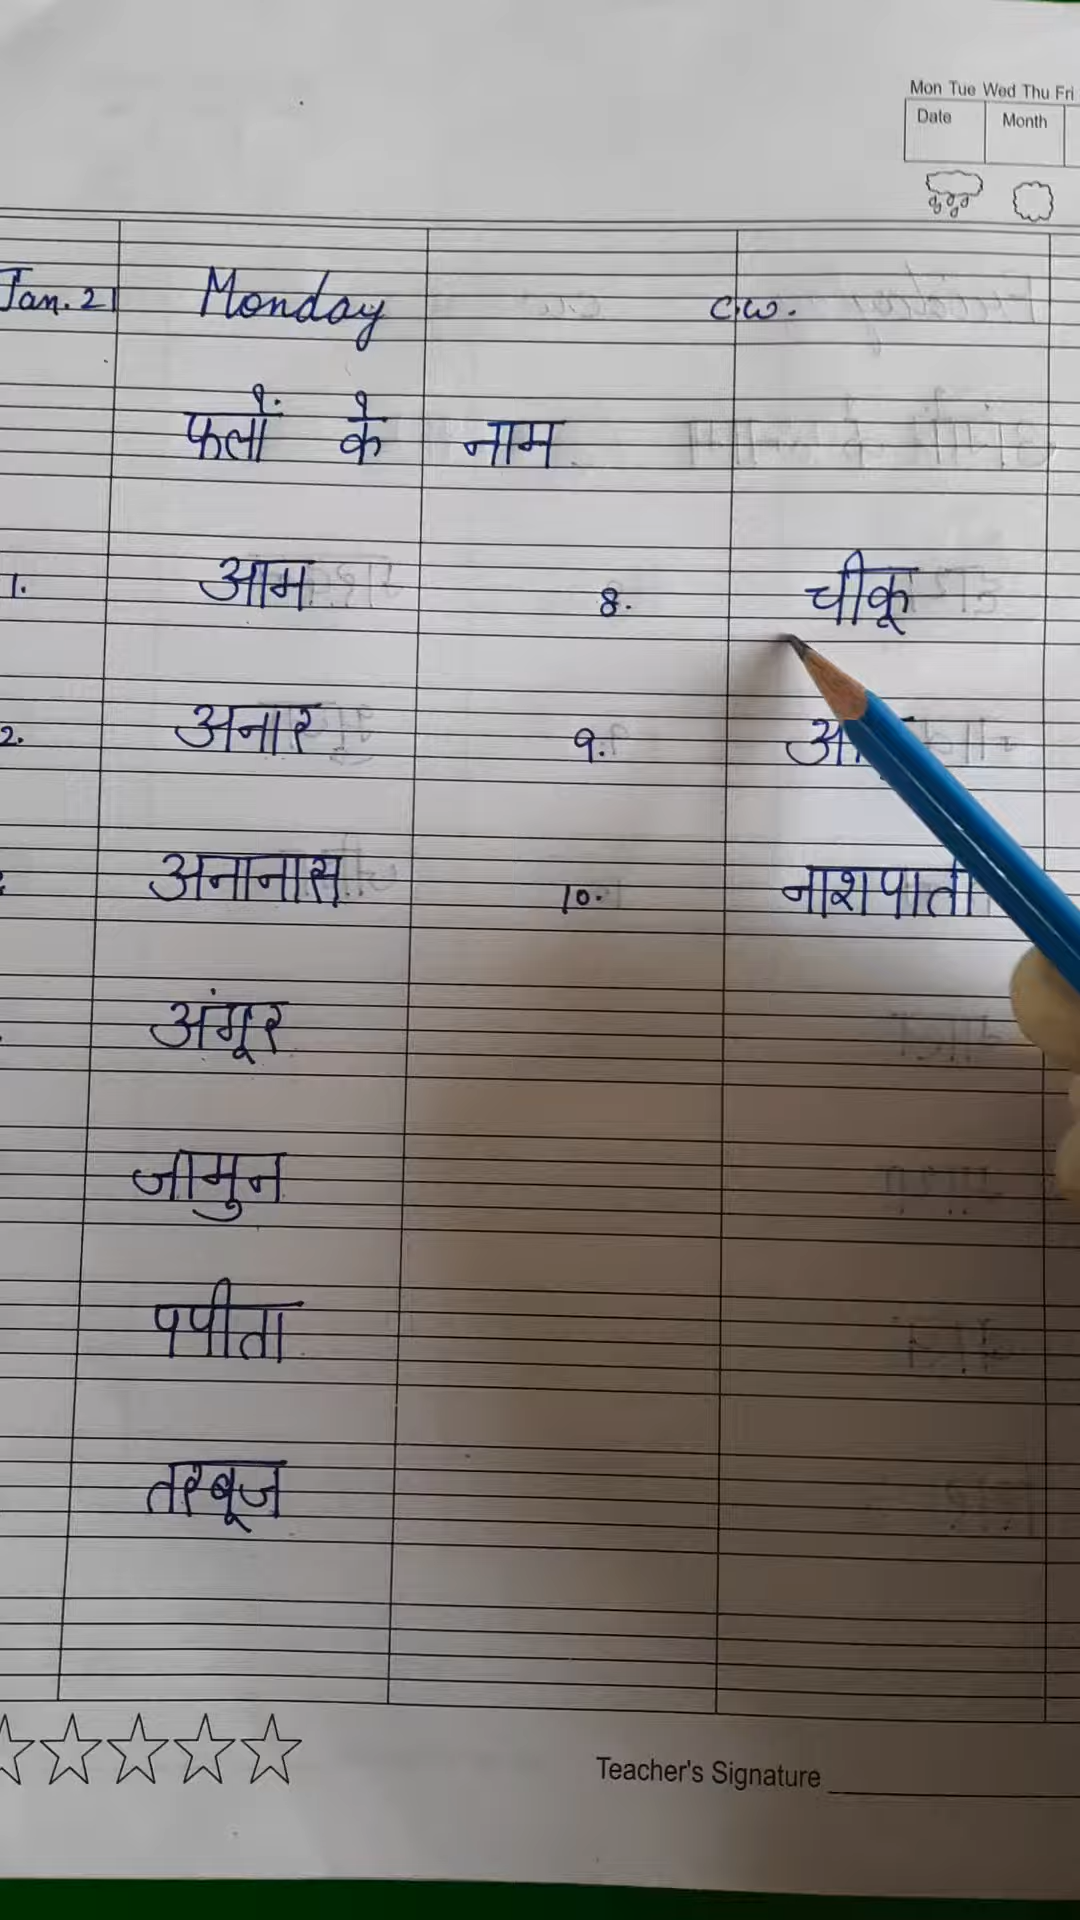 Mon Tue Wed Thu Fri
Date Month
Jan. 21 Monday C.W.
फलों के नाम
1. आम 8. चीकू
2. अनार 9.
अनानास 10. नाशपाती
अंगूर
जामुन
पपीता
तरबूज
Teacher's Signature